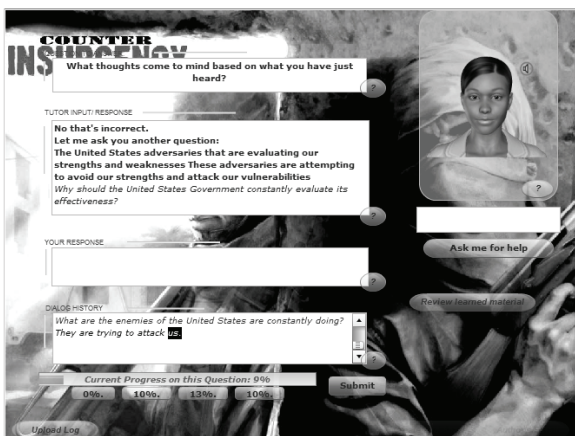 COUNTER
INSURGENCY
What thoughts come to mind based on what you have just
heard?
?
TUTOR INPUT/ RESPONSE
No that's incorrect.
Let me ask you another question:
The United States adversaries that are evaluating our
strengths and weaknesses These adversaries are attempting
to avoid our strengths and attack our vulnerabilities
Why should the United States Government constantly evaluate its
effectiveness?
?
?
Ask me for help
YOUR RESPONSE
?
Review learned material
DIALOG HISTORY
What are the enemies of the United States are constantly doing?
They are trying to attack us.
?
Current Progress on this Question: 9%
Submit
0%. 10%. 13%. 10%.
Upload Log